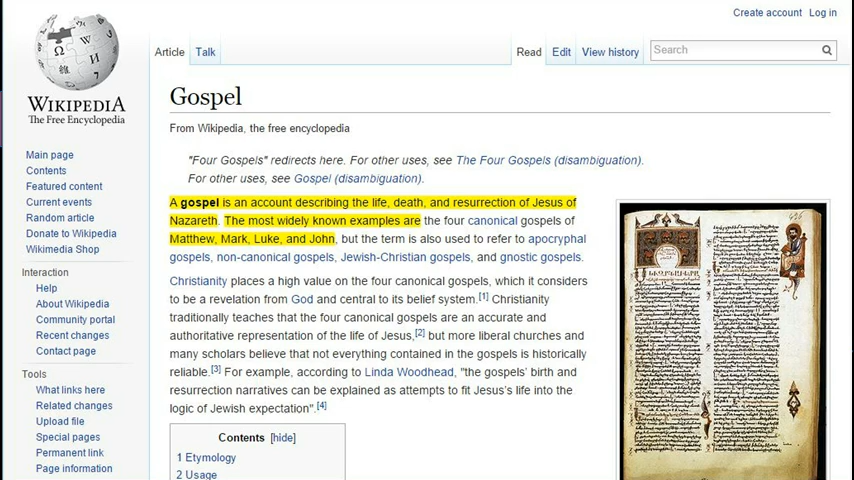 Create account Log in
Article Talk Read Edit View history Search
WIKIPEDIA
The Free Encyclopedia
Main page
Contents
Featured content
Current events
Random article
Donate to Wikipedia
Wikimedia Shop
Interaction
Help
About Wikipedia
Community portal
Recent changes
Contact page
Tools
What links here
Related changes
Upload file
Special pages
Permanent link
Page information
Gospel
From Wikipedia, the free encyclopedia
"Four Gospels" redirects here. For other uses, see The Four Gospels (disambiguation).
For other uses, see Gospel (disambiguation).
A gospel is an account describing the life, death, and resurrection of Jesus of
Nazareth. The most widely known examples are the four canonical gospels of
Matthew, Mark, Luke, and John, but the term is also used to refer to apocryphal
gospels, non-canonical gospels, Jewish-Christian gospels, and gnostic gospels.
Christianity places a high value on the four canonical gospels, which it considers
to be a revelation from God and central to its belief system.[1] Christianity
traditionally teaches that the four canonical gospels are an accurate and
authoritative representation of the life of Jesus,[2] but more liberal churches and
many scholars believe that not everything contained in the gospels is historically
reliable.[3] For example, according to Linda Woodhead, "the gospels' birth and
resurrection narratives can be explained as attempts to fit Jesus's life into the
logic of Jewish expectation".[4]
Contents [hide]
1 Etymology
2 Usage